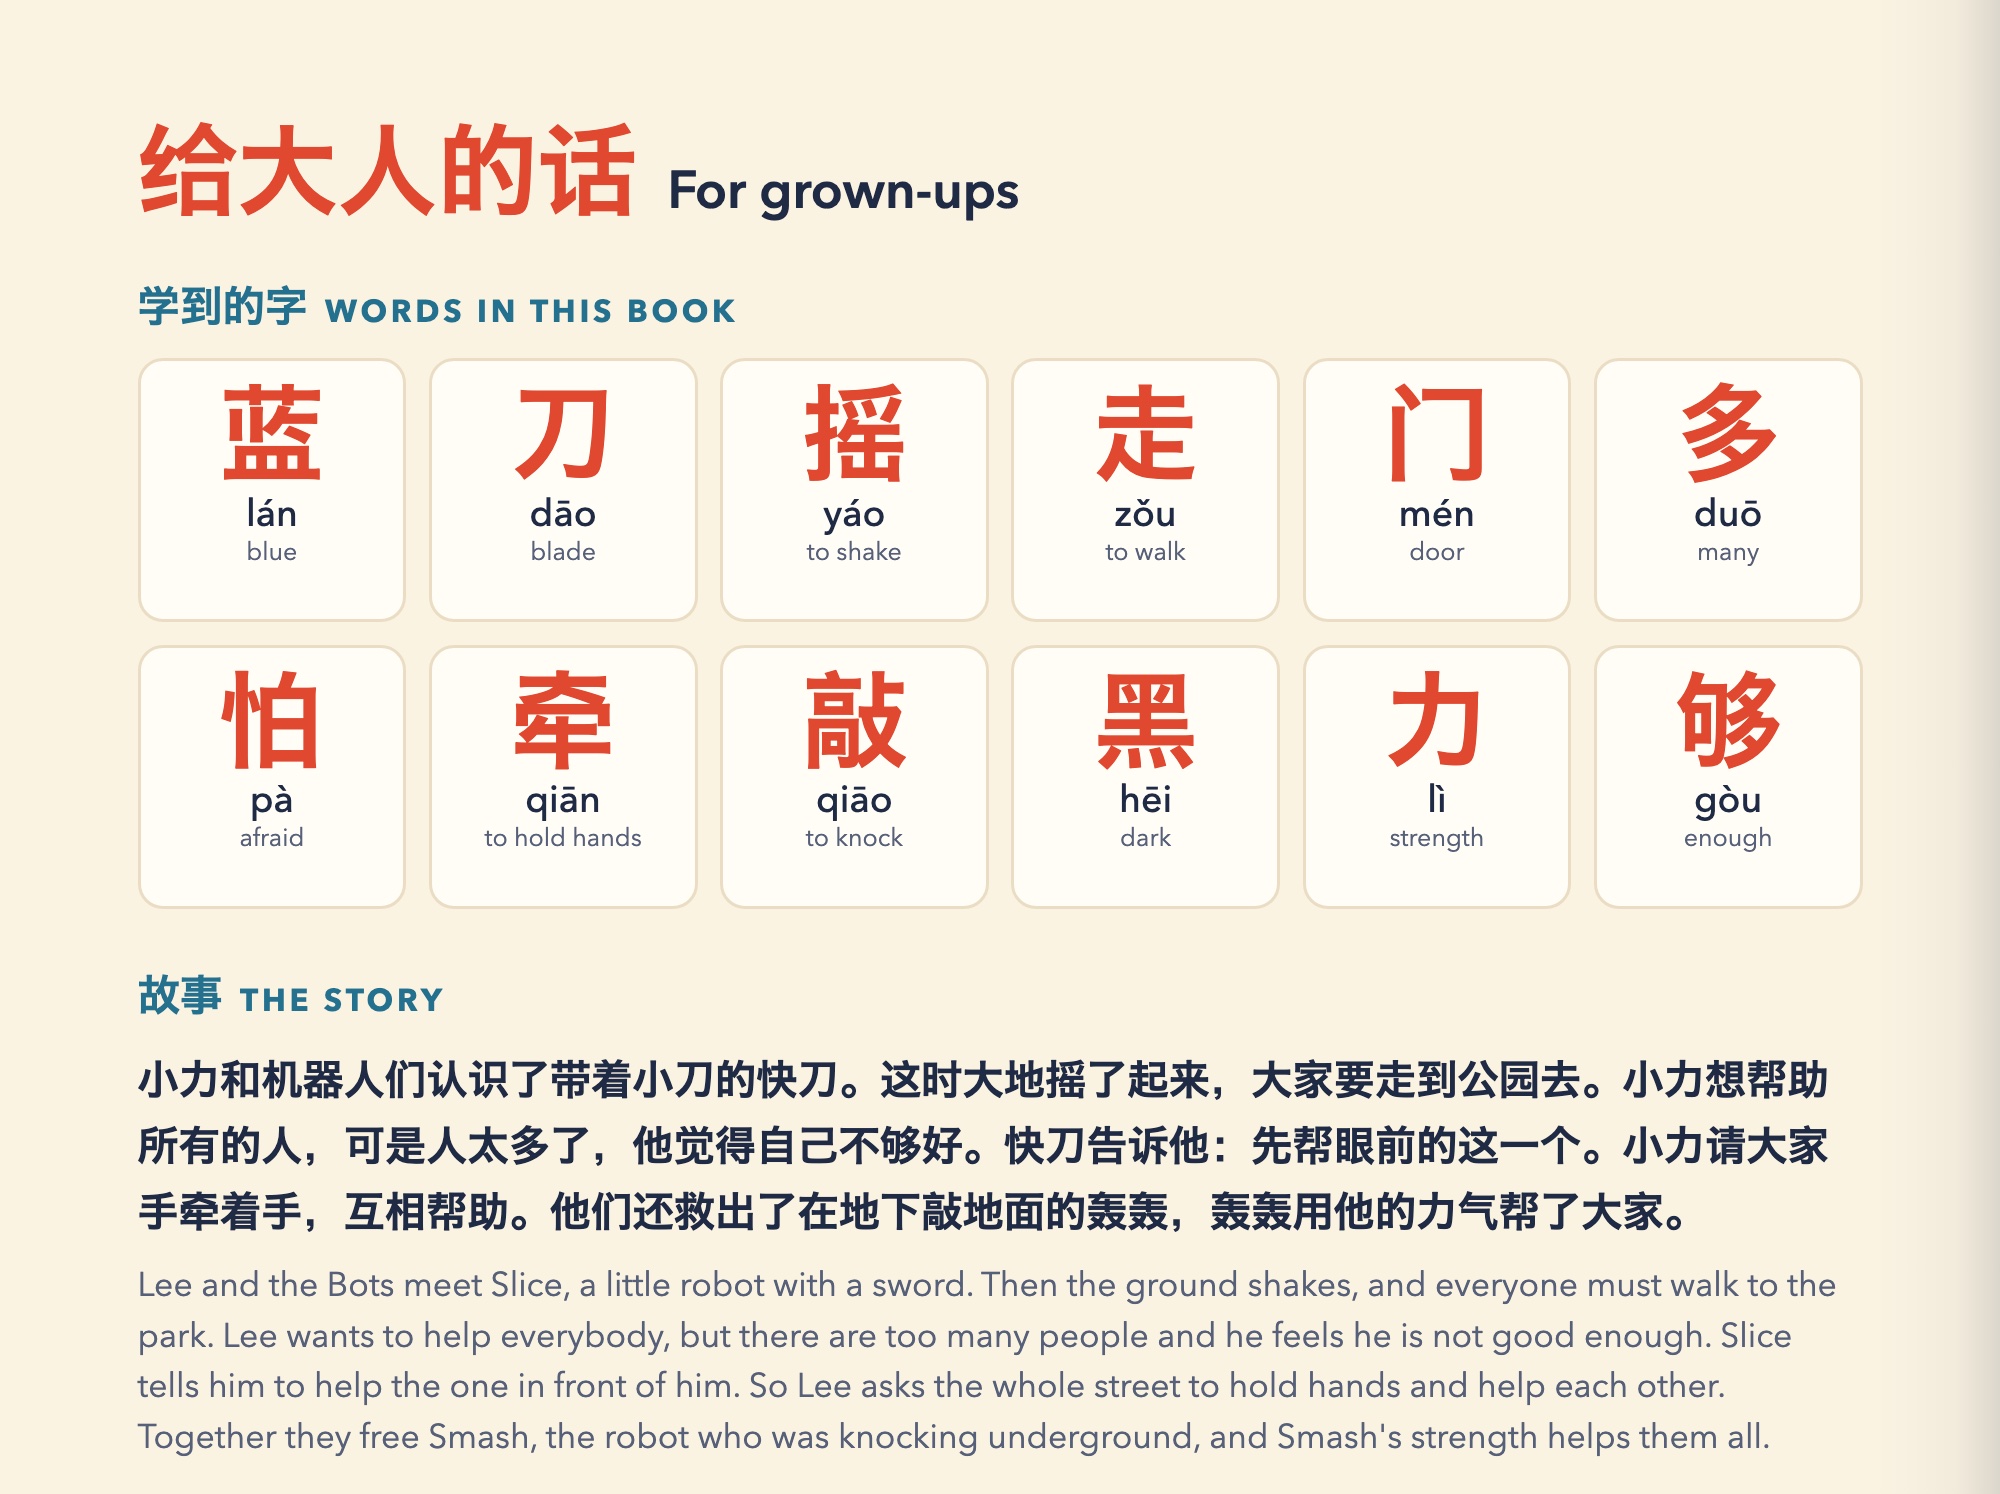 给大人的话 For grown-ups
学到的字 WORDS IN THIS BOOK
蓝 刀 摇 走 门 多
lán dāo yáo zǒu mén duō
blue blade to shake to walk door many
怕 牵 敲 黑 力 够
pà qiān qiāo hēi lì gòu
afraid to hold hands to knock dark strength enough
故事 THE STORY
小力和机器人们认识了带着小刀的快刀。这时大地摇了起来，大家要走到公园去。小力想帮助
所有的人，可是人太多了，他觉得自己不够好。快刀告诉他：先帮眼前的这一个。小力请大家
手牵着手，互相帮助。他们还救出了在地下敲地面的轰轰，轰轰用他的力气帮了大家。
Lee and the Bots meet Slice, a little robot with a sword. Then the ground shakes, and everyone must walk to the
park. Lee wants to help everybody, but there are too many people and he feels he is not good enough. Slice
tells him to help the one in front of him. So Lee asks the whole street to hold hands and help each other.
Together they free Smash, the robot who was knocking underground, and Smash's strength helps them all.